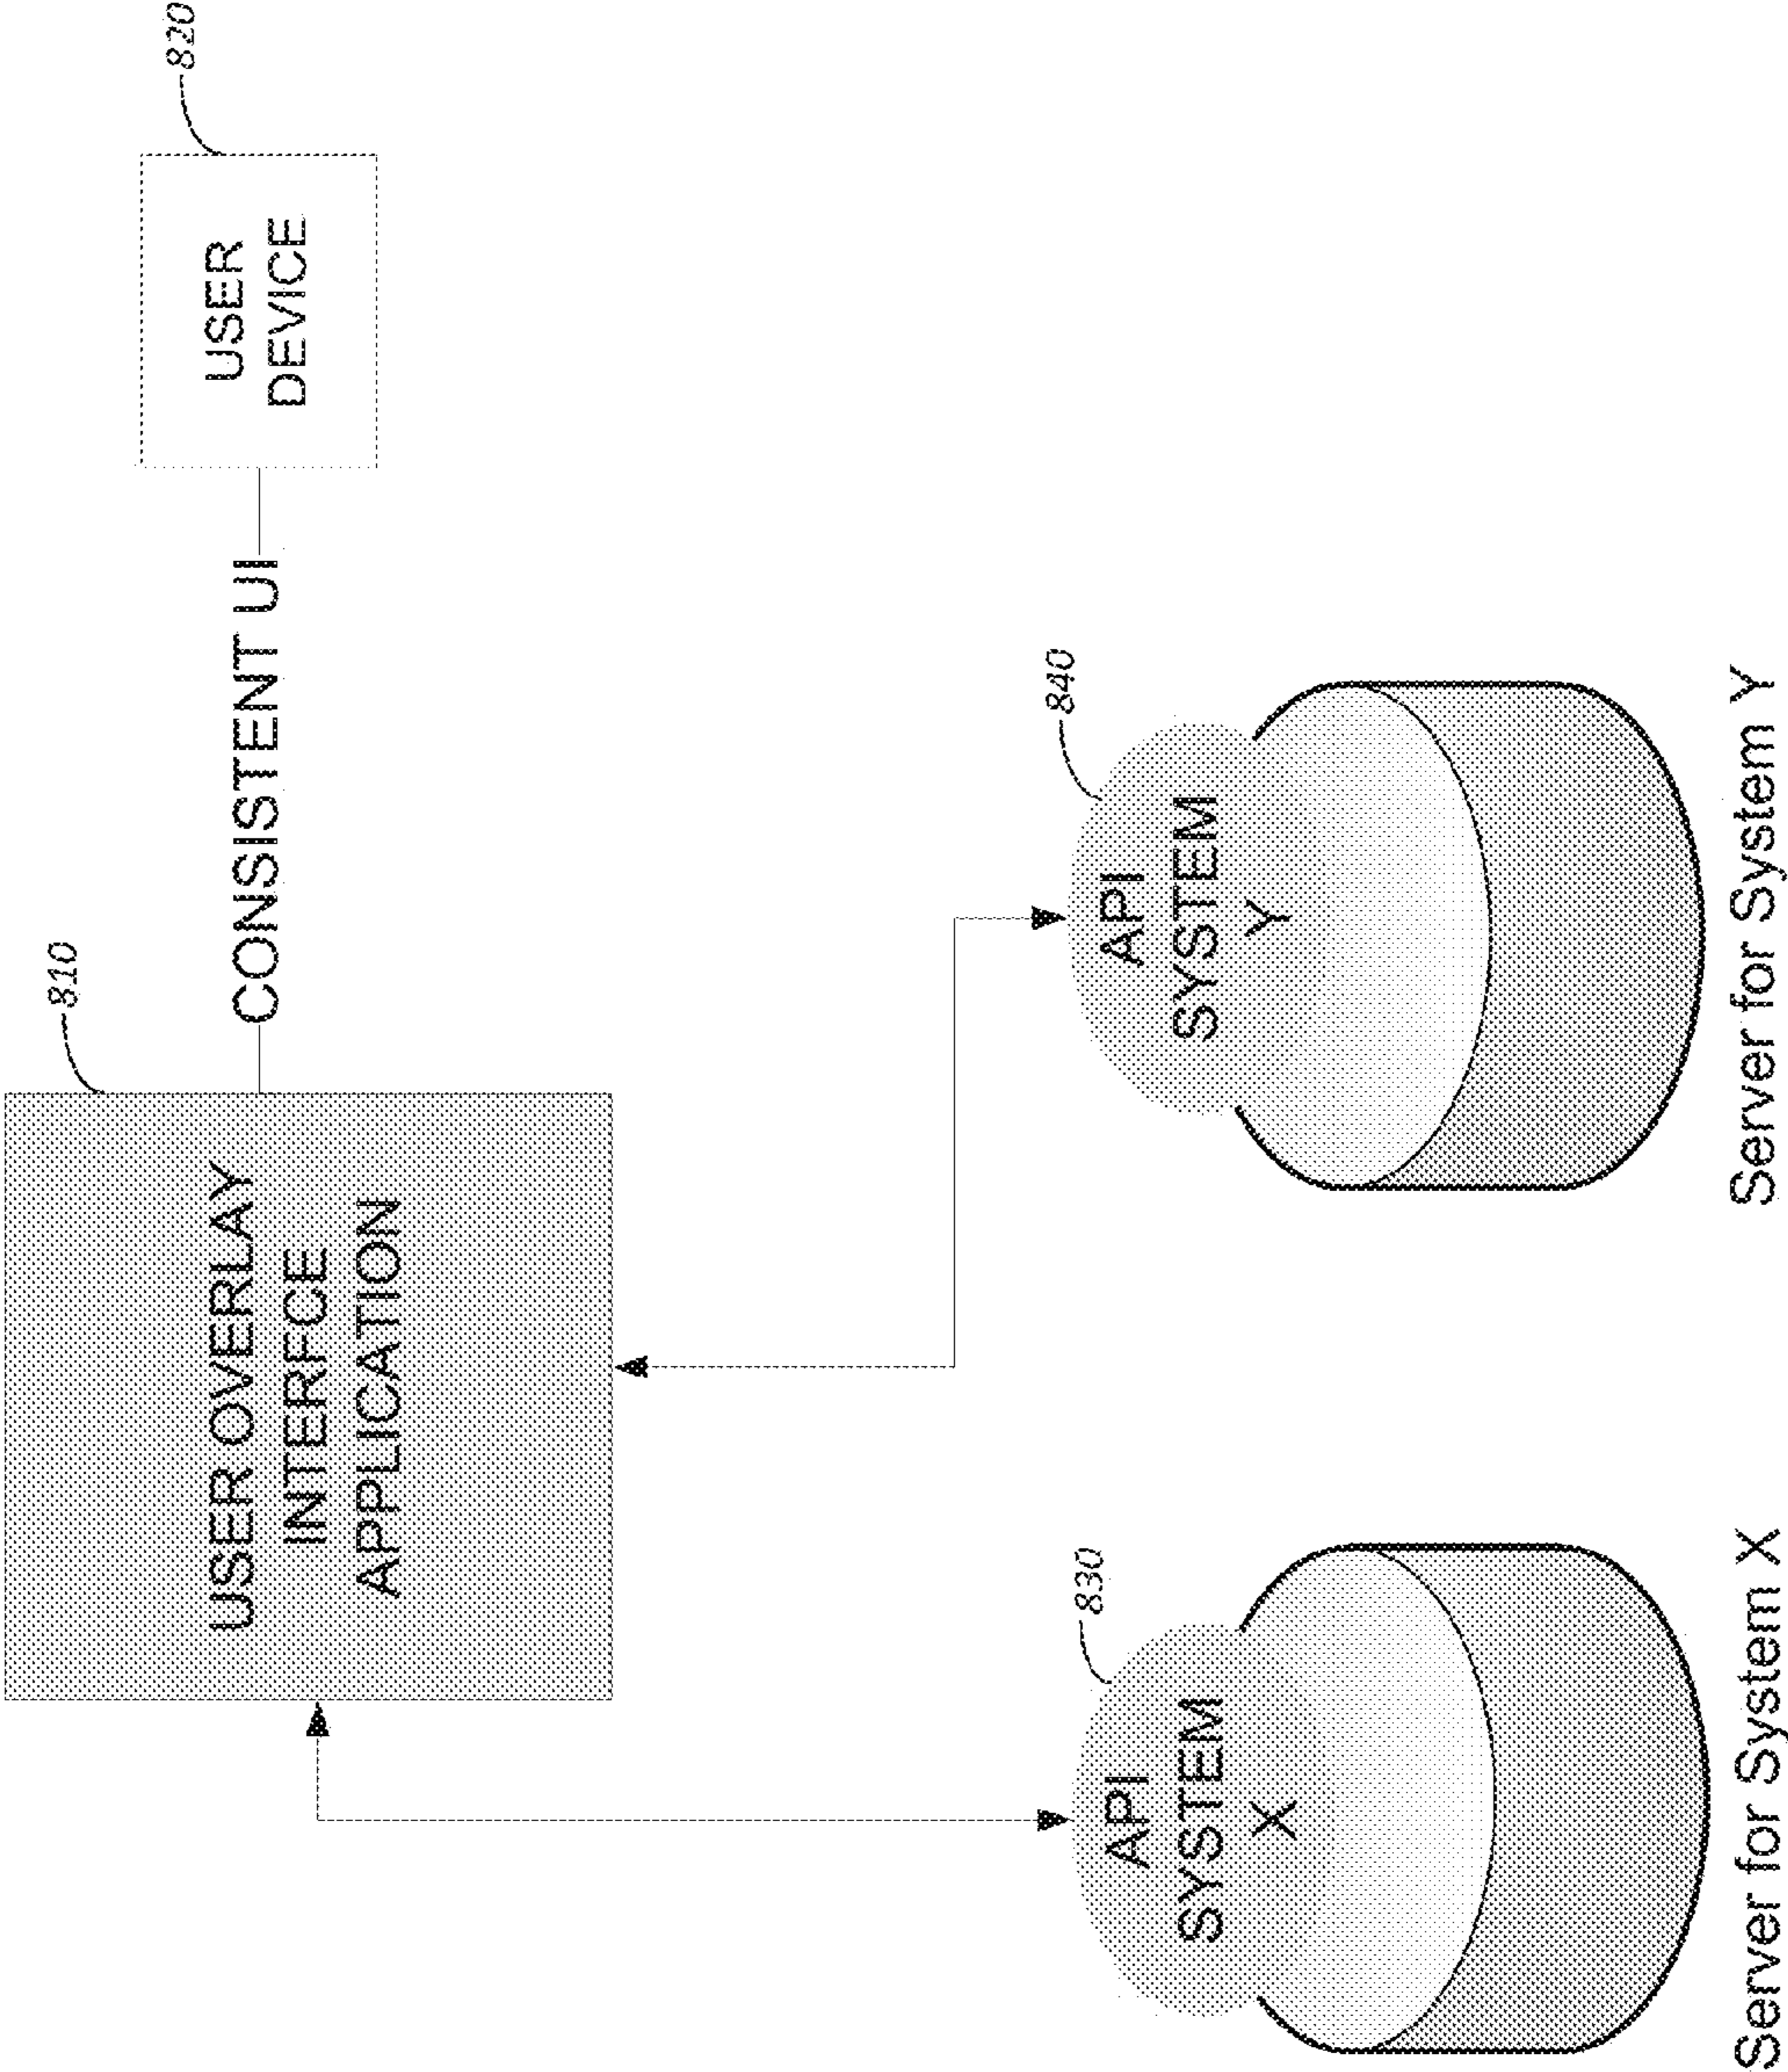 810
820
USER OVERLAY
INTERFCE
APPLICATION
CONSISTENT UI
USER
DEVICE
830
API
SYSTEM
X
840
API
SYSTEM
Y
Server for System X
Server for System Y